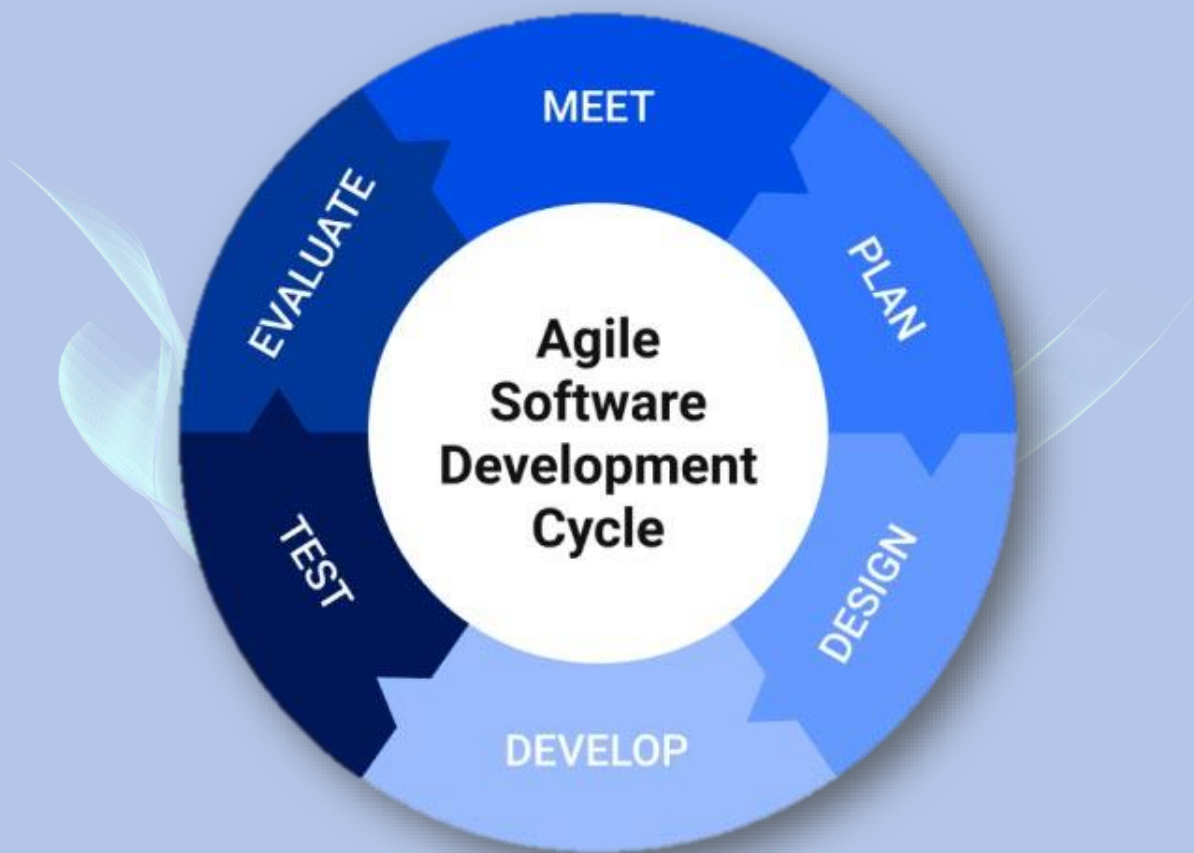 MEET
PLAN
DESIGN
DEVELOP
TEST
EVALUATE
Agile
Software
Development
Cycle